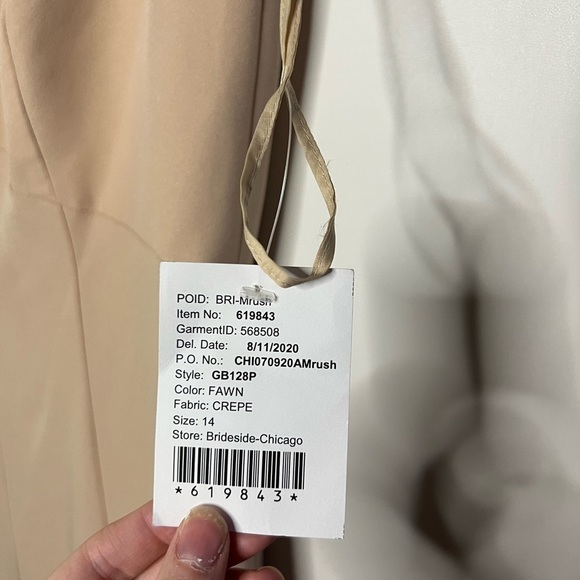 POID: BRI-Mrush
Item No: 619843
GarmentID: 568508
Del. Date: 8/11/2020
P.O. No.: CHI070920AMrush
Style: GB128P
Color: FAWN
Fabric: CREPE
Size: 14
Store: Brideside-Chicago
*619843*